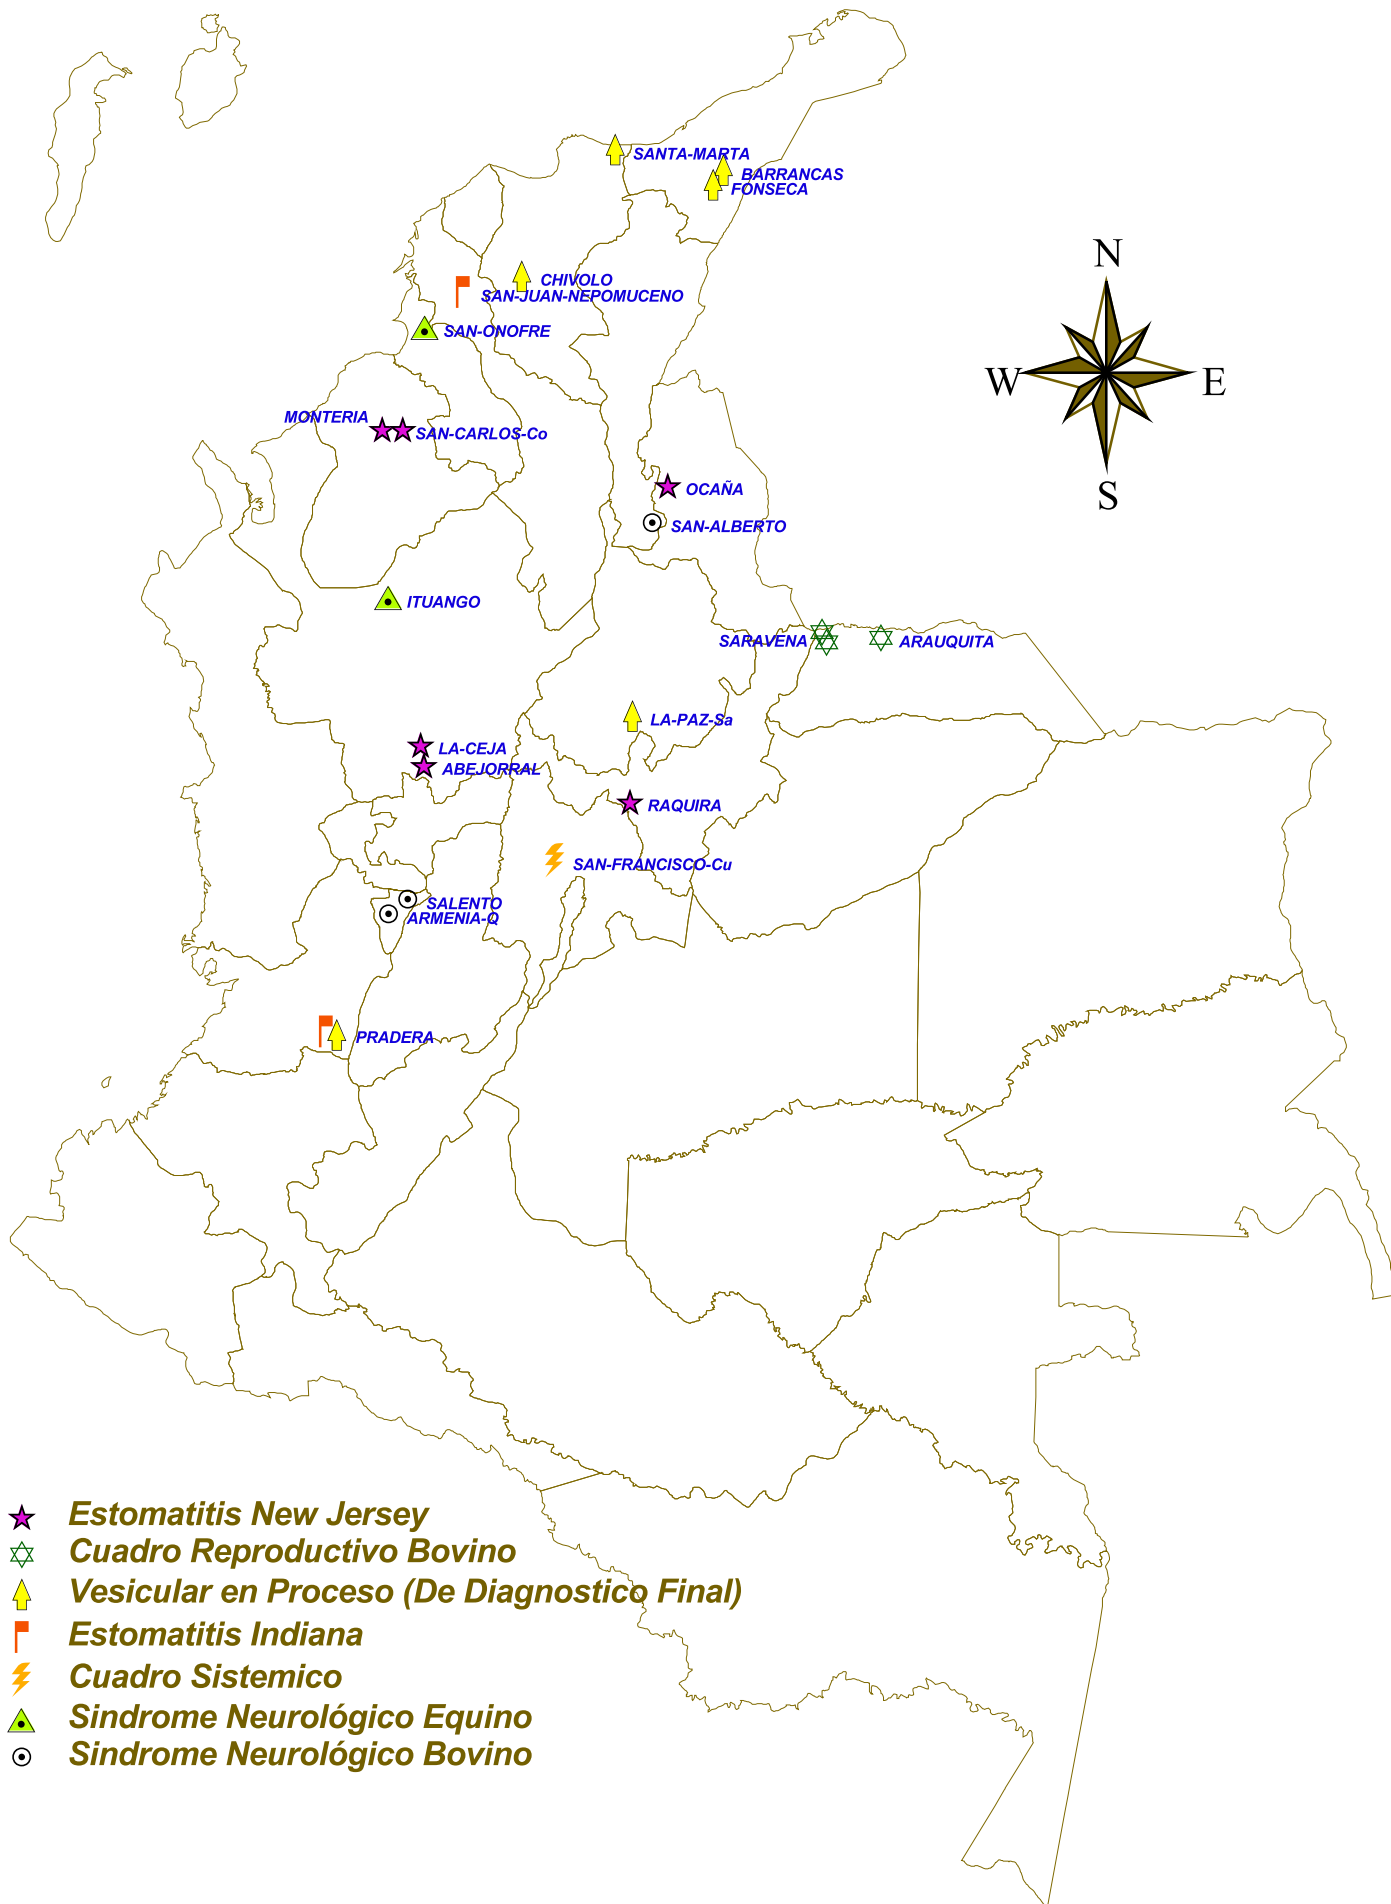 SANTA-MARTA
BARRANCAS
FONSECA
N
CHIVOLO
SAN-JUAN-NEPOMUCENO
SAN-ONOFRE
W
E
MONTERIA
SAN-CARLOS-Co
OCAÑA
S
SAN-ALBERTO
ITUANGO
SARAVENA
ARAUQUITA
LA-PAZ-Sa
LA-CEJA
ABEJORRAL
RAQUIRA
SAN-FRANCISCO-Cu
SALENTO
ARMENIA-Q
PRADERA
Estomatitis New Jersey
Cuadro Reproductivo Bovino
Vesicular en Proceso (De Diagnostico Final)
Estomatitis Indiana
Cuadro Sistemico
Sindrome Neurológico Equino
Sindrome Neurológico Bovino